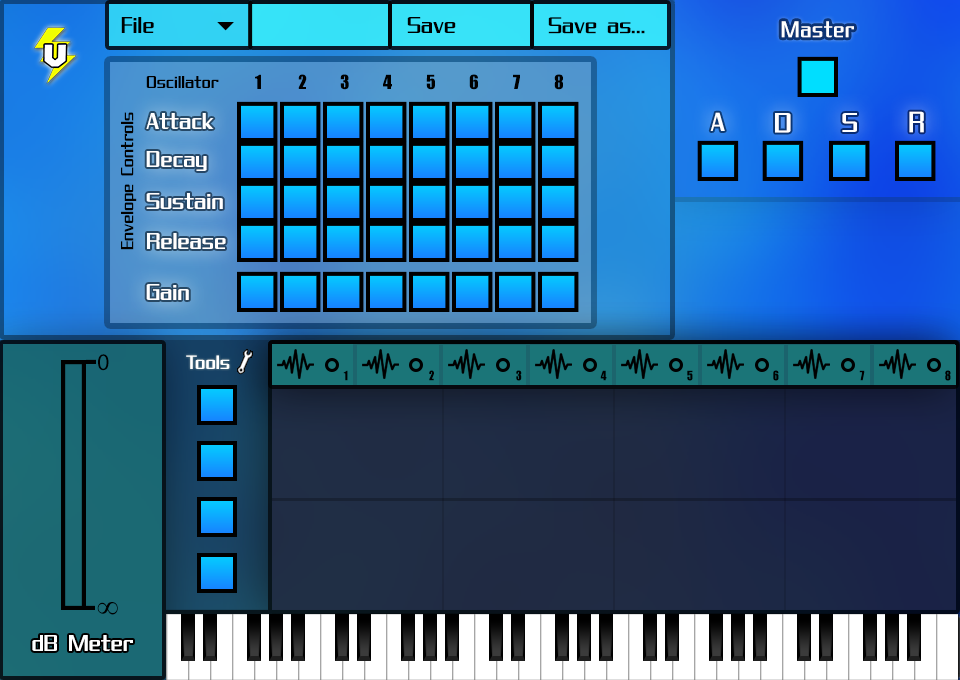 File Save Save as...
U
Master
Oscillator 1 2 3 4 5 6 7 8
A D S R
Envelope Controls
Attack
Decay
Sustain
Release
Gain
Tools
1 2 3 4 5 6 7 8
0
∞
dB Meter